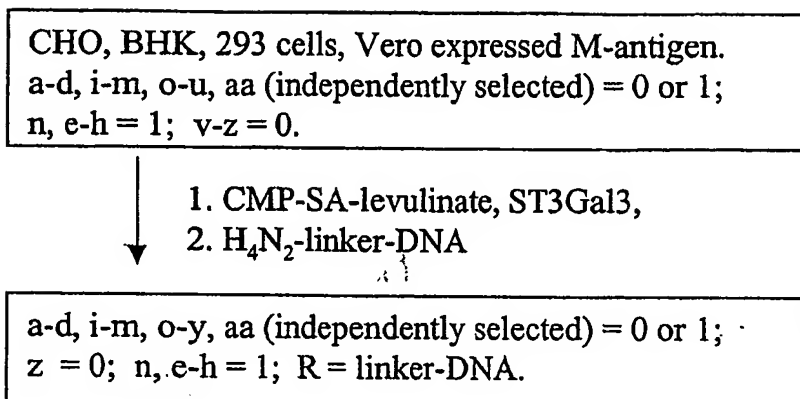 CHO, BHK, 293 cells, Vero expressed M-antigen.
a-d, i-m, o-u, aa (independently selected) = 0 or 1;
n, e-h = 1; v-z = 0.
1. CMP-SA-levulinate, ST3Gal3,
2. H₄N₂-linker-DNA
a-d, i-m, o-y, aa (independently selected) = 0 or 1;
z = 0; n, e-h = 1; R = linker-DNA.